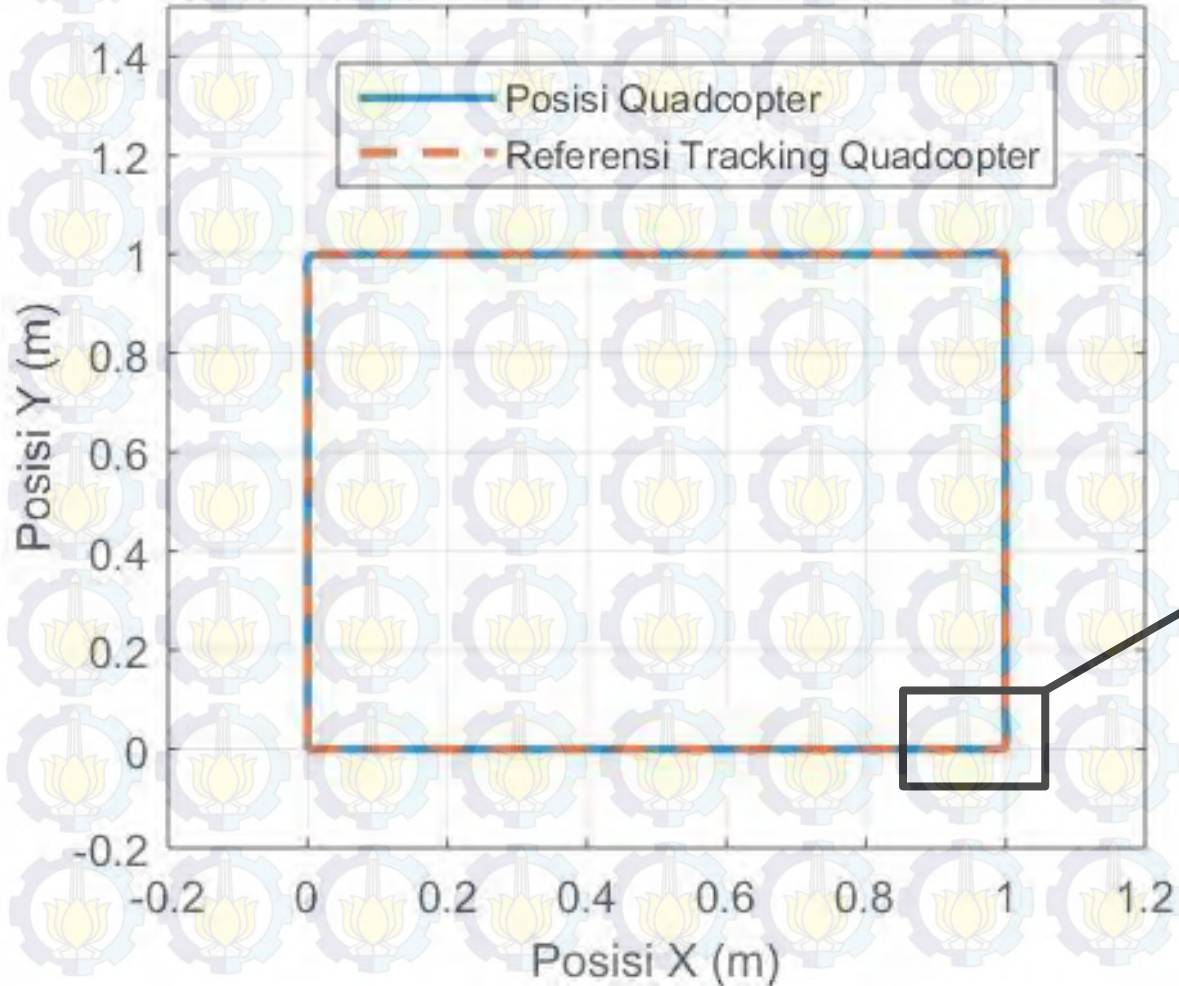 1.4
Posisi Quadcopter
Referensi Tracking Quadcopter
1.2
1
0.8
0.6
0.4
0.2
0
-0.2
Posisi Y (m)
-0.2 0 0.2 0.4 0.6 0.8 1 1.2
Posisi X (m)